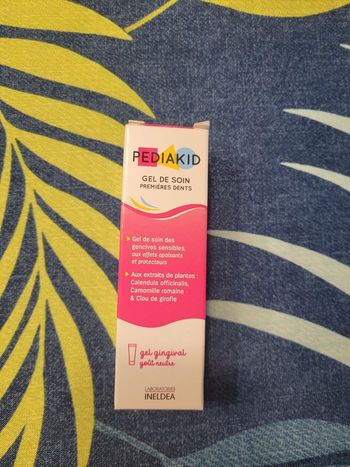 PEDIAKID
GEL DE SOIN
PREMIÈRES DENTS
Gel de soin des
gencives sensibles,
aux effets apaisants
et protecteurs
Aux extraits de plantes :
Calendula officinalis,
Camomille romaine
& Clou de girofle
gel gingival
goût neutre
LABORATOIRES
INELDEA